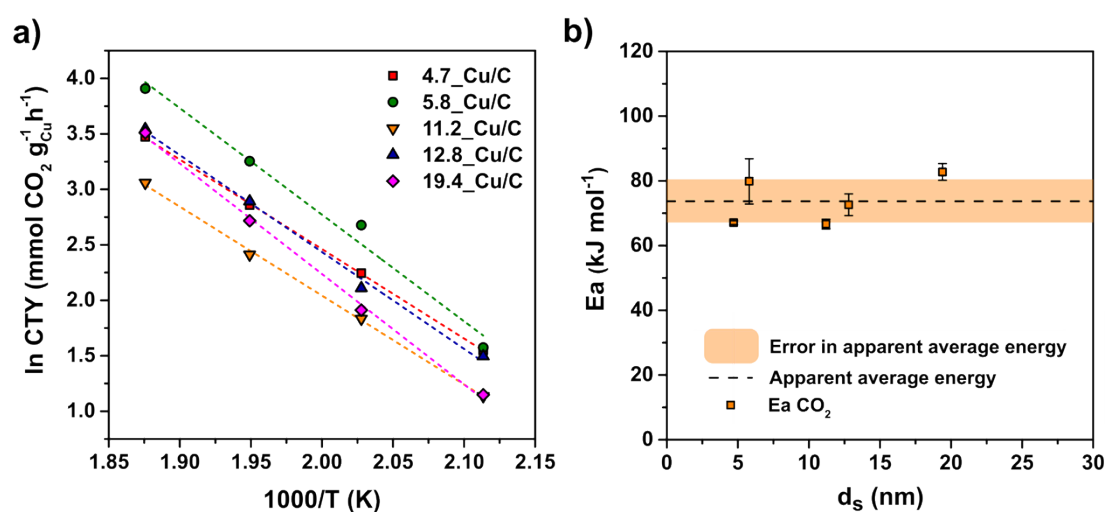 a)
ln CTY (mmol CO₂ g⁻¹Cu h⁻¹)
4.0
3.5
3.0
2.5
2.0
1.5
1.0
4.7_Cu/C
5.8_Cu/C
11.2_Cu/C
12.8_Cu/C
19.4_Cu/C
1.85
1.90
1.95
2.00
2.05
2.10
2.15
1000/T (K)
b)
Ea (kJ mol⁻¹)
120
100
80
60
40
20
0
Error in apparent average energy
Apparent average energy
Ea CO₂
0
5
10
15
20
25
30
dₛ (nm)